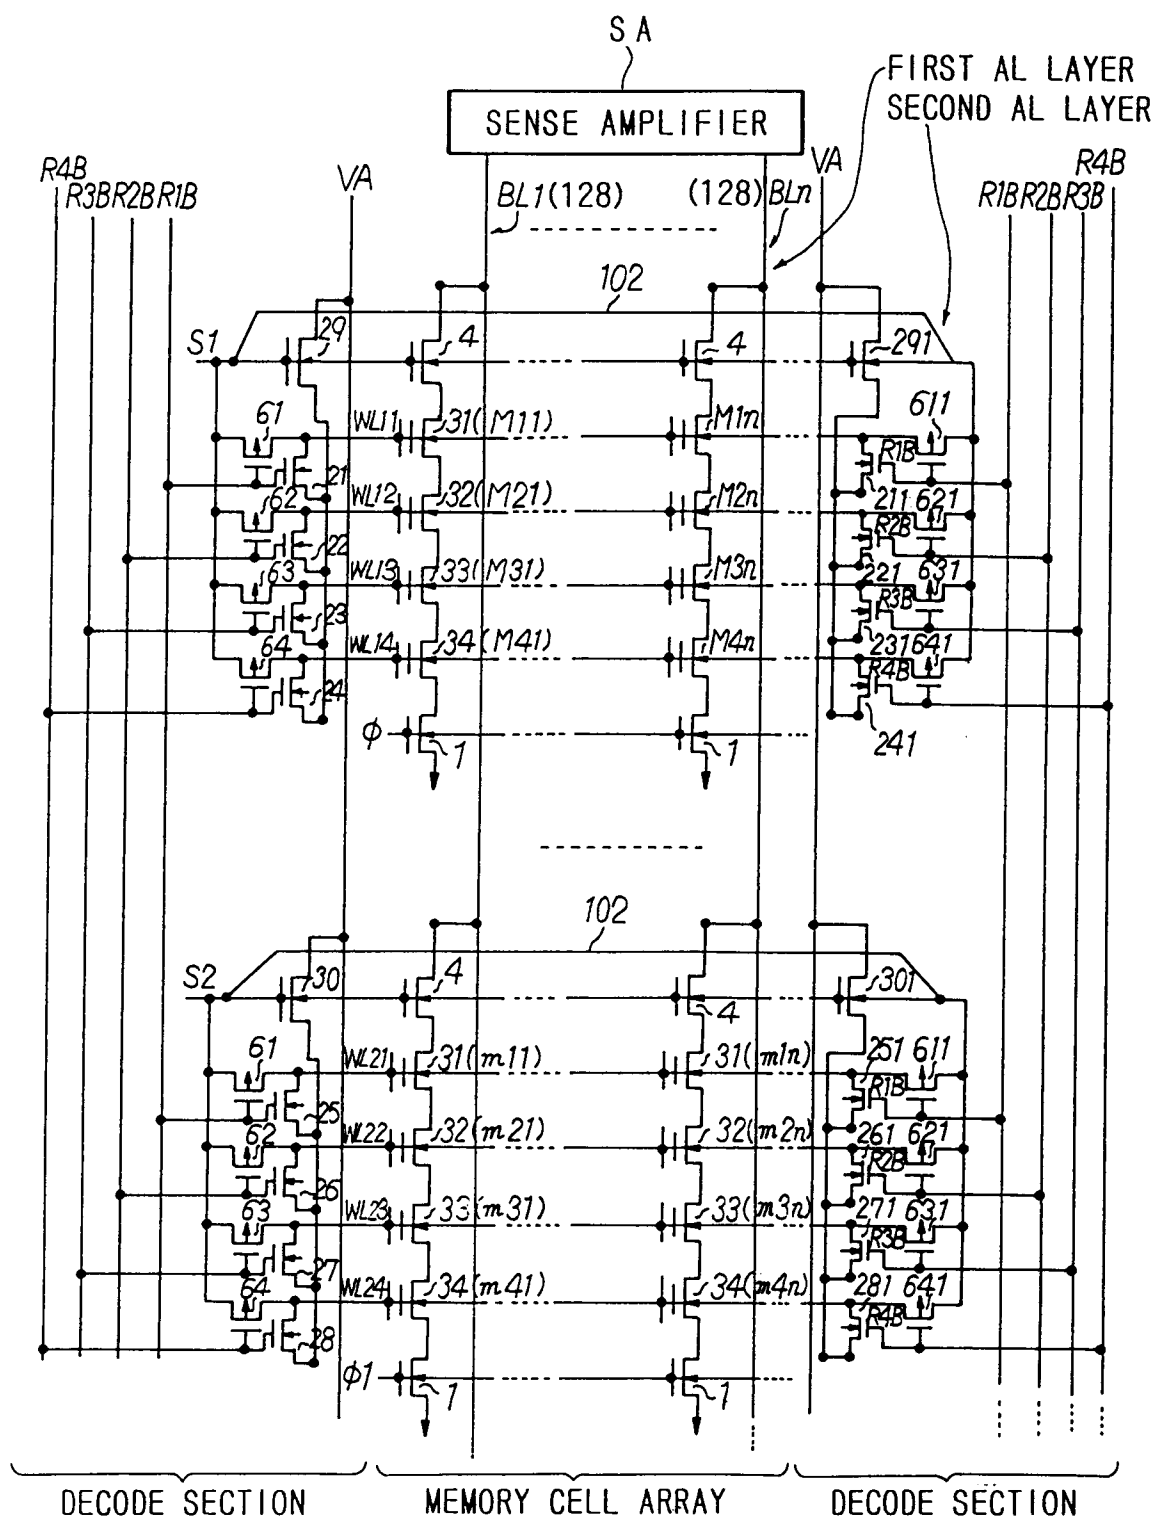 SA
FIRST AL LAYER
SECOND AL LAYER
SENSE AMPLIFIER
R4B R3B R2B R1B VA
BL1(128) (128) BLn
VA R1B R2B R3B R4B
102
S1 29 4 4 291
61 WL11 31(M11) M1n 611
21 R1B
62 WL12 32(M21) M2n 211 621
22 R2B
63 WL13 33(M31) M3n 221 631
23 R3B
64 WL14 34(M41) M4n 231 641
24 R4B
241
φ 1 1
102
S2 30 4 4 301
61 WL21 31(m11) 31(m1n) 251 611
25 R1B
62 WL22 32(m21) 32(m2n) 261 621
26 R2B
63 WL23 33(m31) 33(m3n) 271 631
27 R3B
64 WL24 34(m41) 34(m4n) 281 641
28 R4B
φ1 1 1
DECODE SECTION MEMORY CELL ARRAY DECODE SECTION